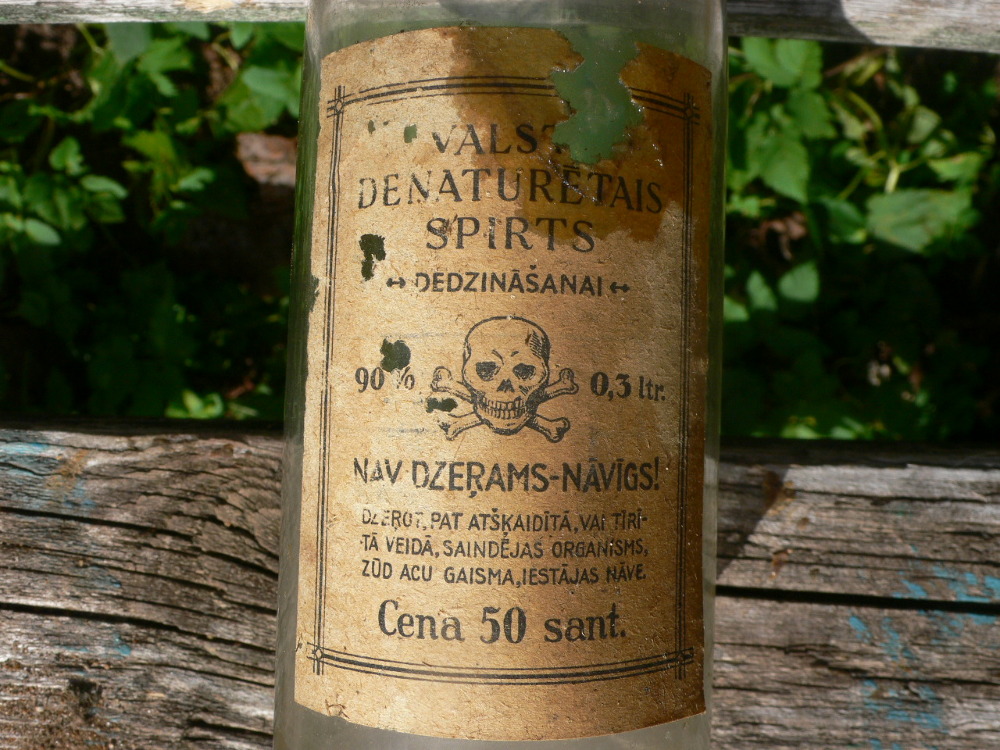 DENATURĒTAIS
SPIRTS
↔ DEDZINĀŠANAI ↔
90% 0,3 ltr.
NAV DZEŖAMS-NĀVĪGS!
DZEŖOT, PAT ATŠĶAIDĪTĀ, VAI TĪRĪ-
TĀ VEIDĀ, SAINDĒJAS ORGANISMS,
ZŪD ACU GAISMA, IESTĀJAS NĀVE.
Cena 50 sant.